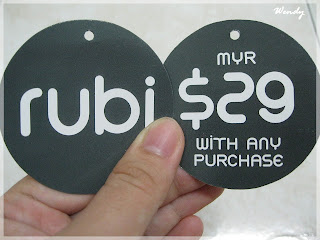 Wendy
rubi
MYR
$29
WITH ANY
PURCHASE